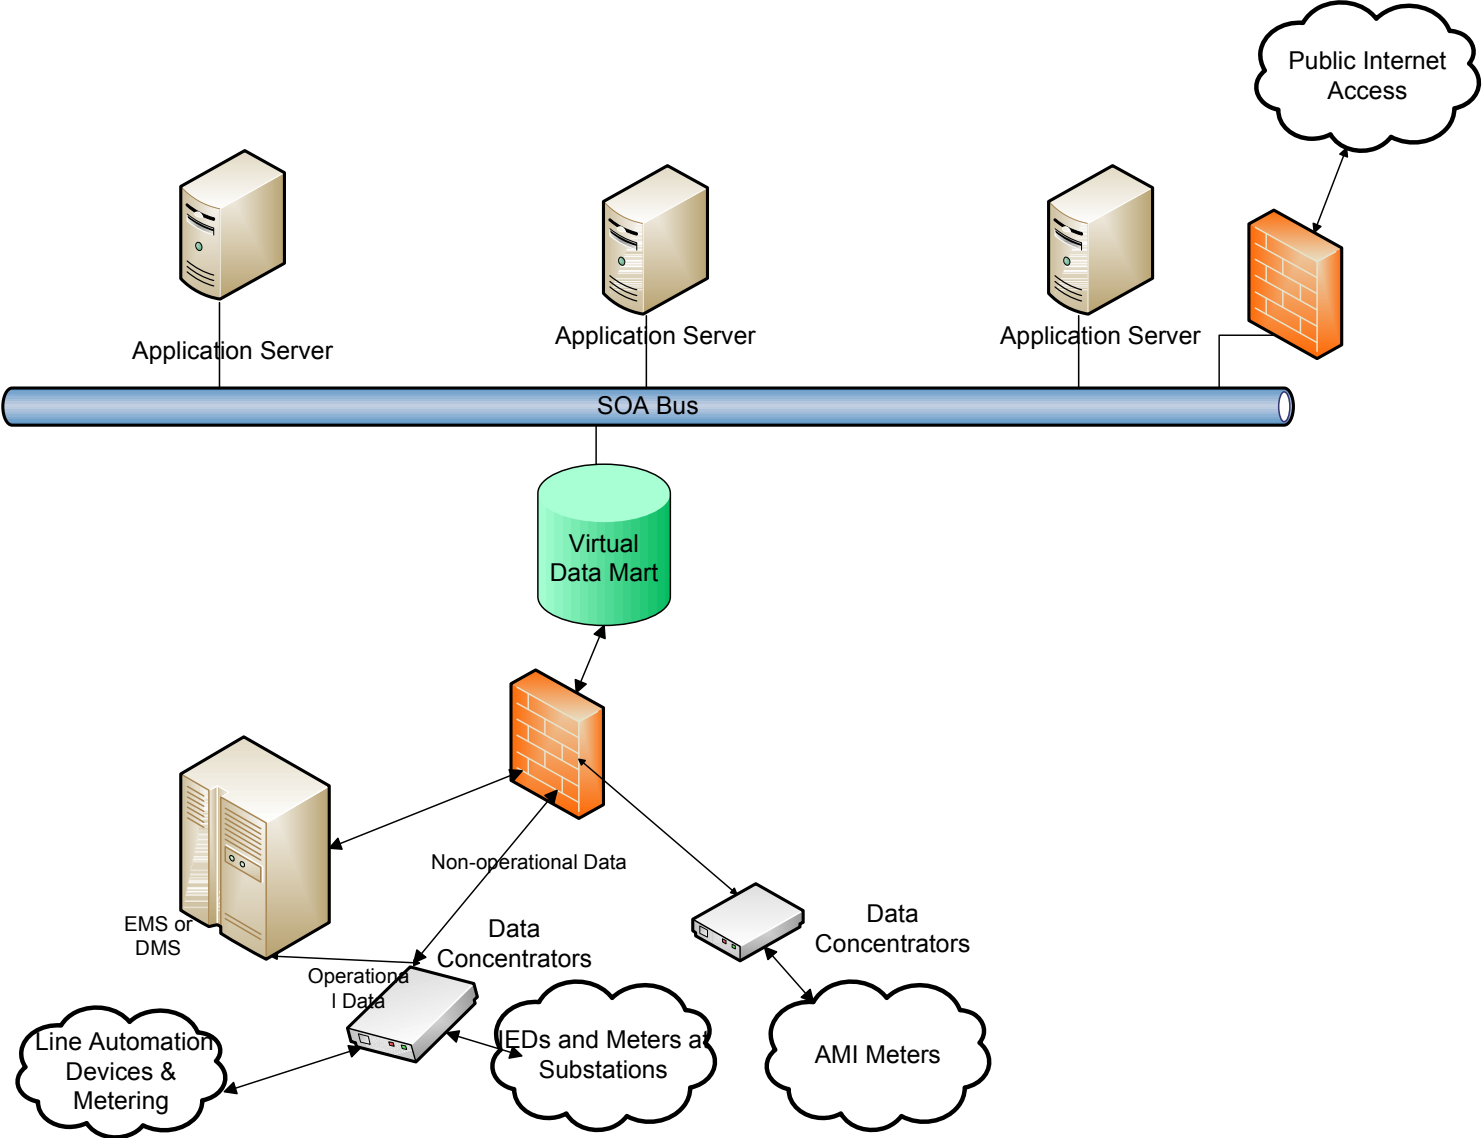 Public Internet
Access
Application Server
Application Server
Application Server
SOA Bus
Virtual
Data Mart
Non-operational Data
EMS or
DMS
Data
Concentrators
Data
Concentrators
Operationa
l Data
Line Automation
Devices &
Metering
IEDs and Meters at
Substations
AMI Meters